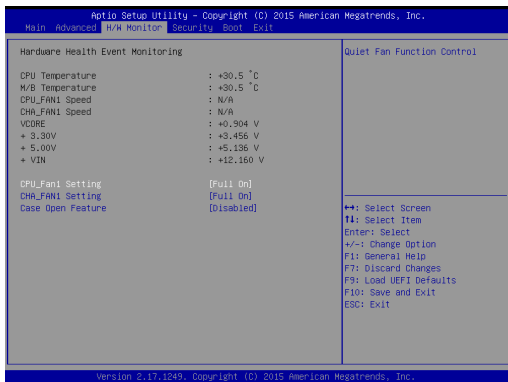 Aptio Setup Utility – Copyright (C) 2015 American Megatrends, Inc.
Main Advanced H/W Monitor Security Boot Exit
Hardware Health Event Monitoring
CPU Temperature : +30.5 °C
M/B Temperature : +30.5 °C
CPU_FAN1 Speed : N/A
CHA_FAN1 Speed : N/A
VCORE : +0.904 V
+ 3.30V : +3.456 V
+ 5.00V : +5.136 V
+ VIN : +12.160 V
CPU_Fan1 Setting [Full On]
CHA_FAN1 Setting [Full On]
Case Open Feature [Disabled]
Quiet Fan Function Control
↔: Select Screen
↑↓: Select Item
Enter: Select
+/-: Change Option
F1: General Help
F7: Discard Changes
F9: Load UEFI Defaults
F10: Save and Exit
ESC: Exit
Version 2.17.1249. Copyright (C) 2015 American Megatrends, Inc.